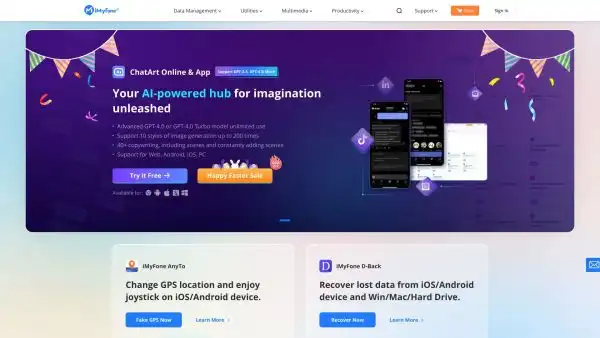 iMyFone
Data Management
Utilities
Multimedia
Productivity
Support
Store
Sign in
ChatArt Online & App
Support GPT-3.5, GPT-4.0 & More
Your AI-powered hub for imagination
unleashed
• Advanced GPT-4.0 or GPT-4.0 Turbo model unlimited use
• Support 10 styles of image generation up to 200 times
• 40+ copywriting, including scenes and constantly adding scenes
• Support for Web, Android, iOS, PC
Try it Free →
Happy Easter Sale
Available for:
iMyFone AnyTo
Change GPS location and enjoy
joystick on iOS/Android device.
Fake GPS Now
Learn More
iMyFone D-Back
Recover lost data from iOS/Android
device and Win/Mac/Hard Drive.
Recover Now
Learn More